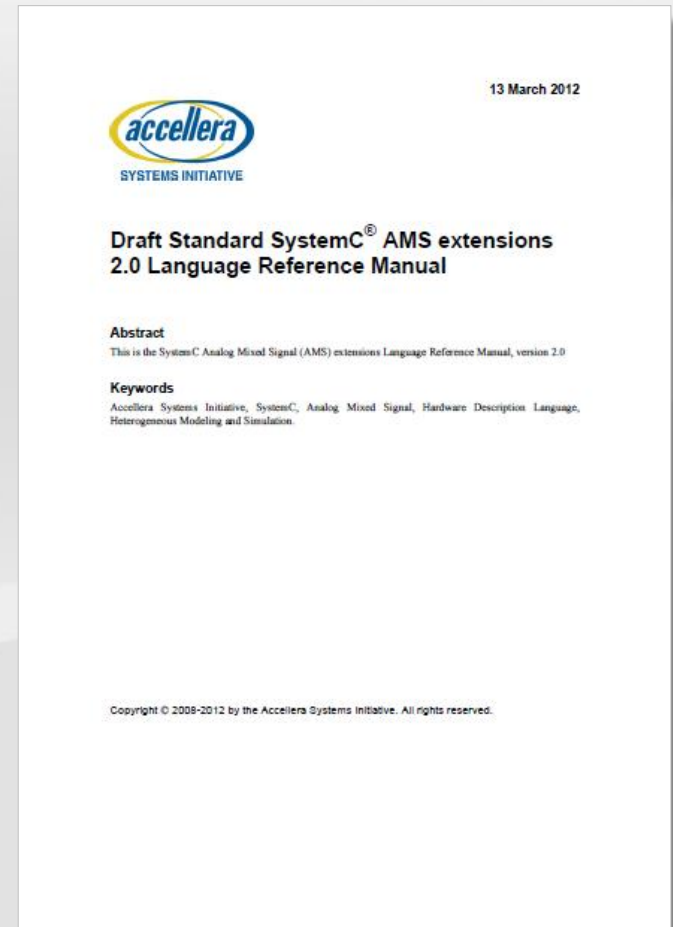 13 March 2012
accellera
SYSTEMS INITIATIVE
Draft Standard SystemC® AMS extensions
2.0 Language Reference Manual
Abstract
This is the SystemC Analog Mixed Signal (AMS) extensions Language Reference Manual, version 2.0
Keywords
Accellera Systems Initiative, SystemC, Analog Mixed Signal, Hardware Description Language,
Heterogeneous Modeling and Simulation.
Copyright © 2008-2012 by the Accellera Systems Initiative. All rights reserved.